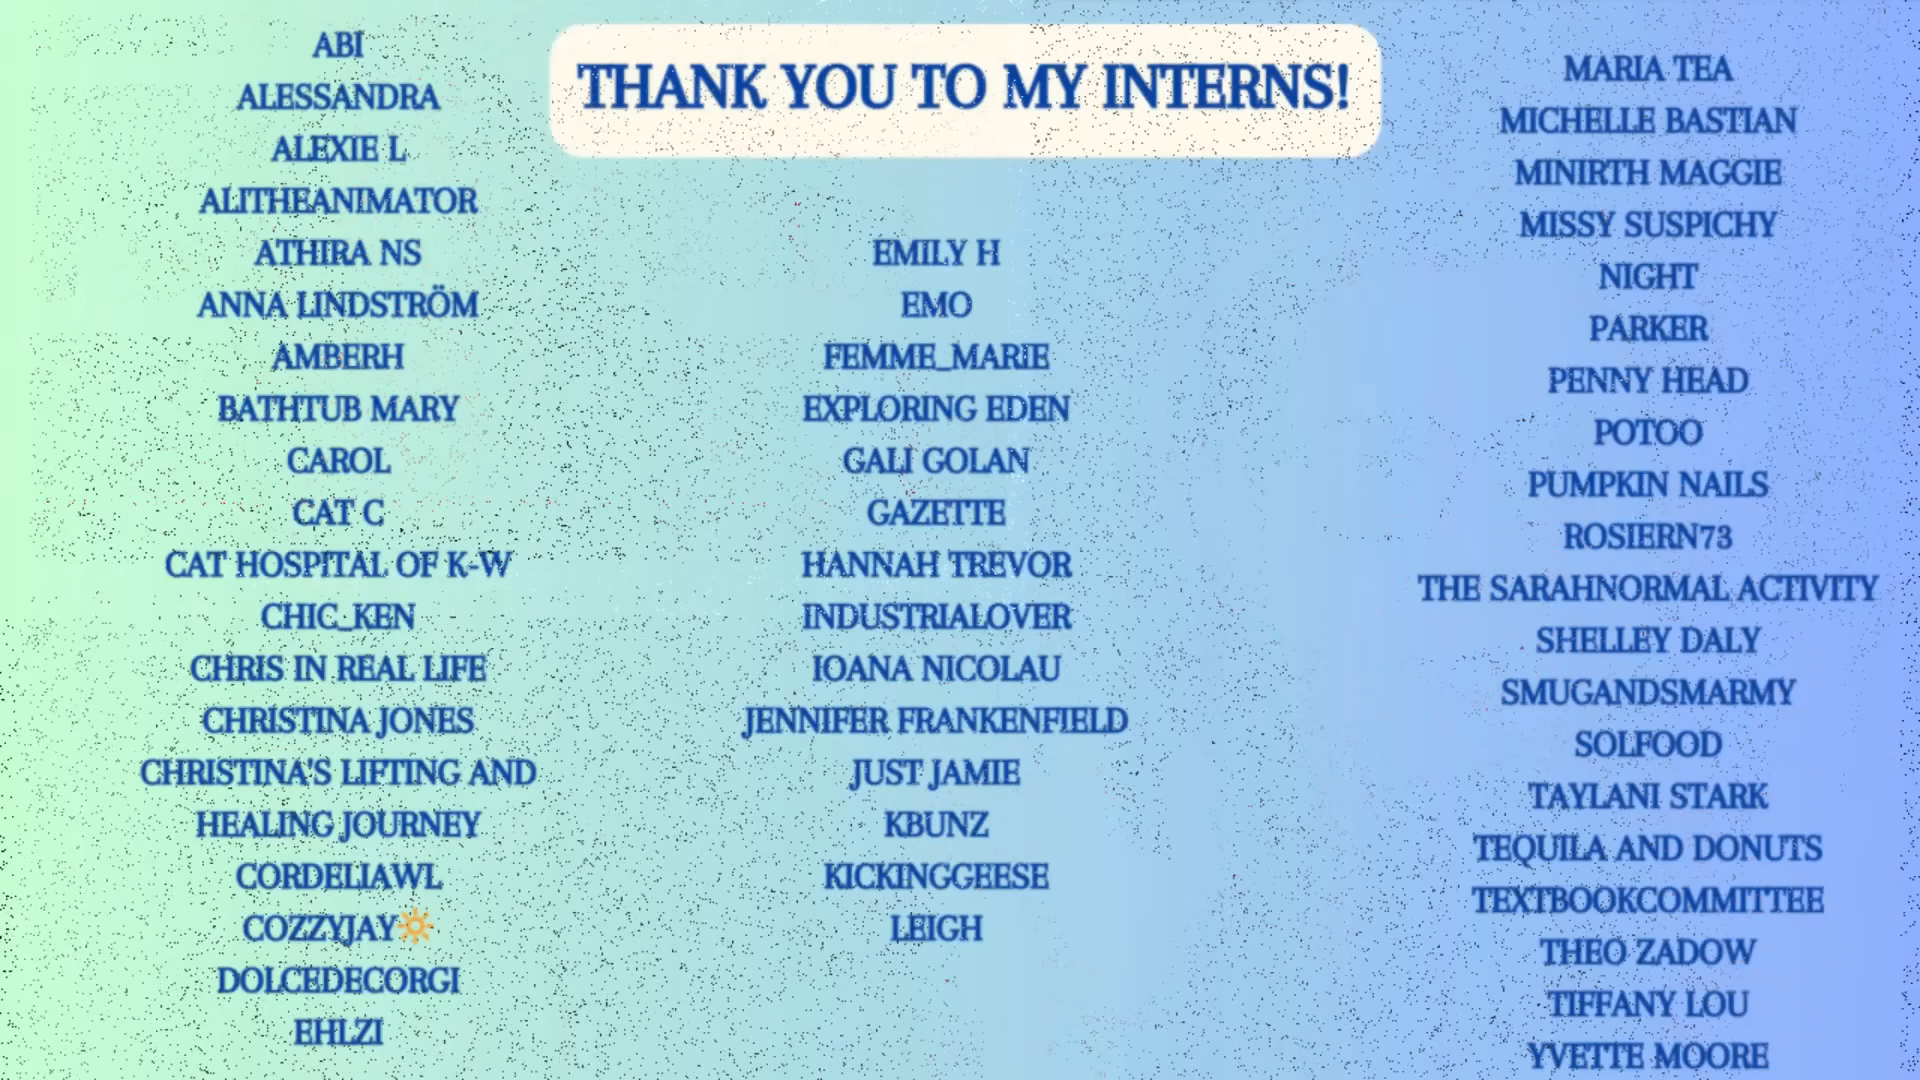 THANK YOU TO MY INTERNS!
ABI
ALESSANDRA
ALEXIE L
ALITHEANIMATOR
ATHIRA NS
ANNA LINDSTRÖM
AMBERH
BATHTUB MARY
CAROL
CAT C
CAT HOSPITAL OF K-W
CHIC_KEN
CHRIS IN REAL LIFE
CHRISTINA JONES
CHRISTINA'S LIFTING AND
HEALING JOURNEY
CORDELIAWL
COZZYJAY🔆
DOLCEDECORGI
EHLZI
EMILY H
EMO
FEMME_MARIE
EXPLORING EDEN
GALI GOLAN
GAZETTE
HANNAH TREVOR
INDUSTRIALOVER
IOANA NICOLAU
JENNIFER FRANKENFIELD
JUST JAMIE
KBUNZ
KICKINGGEESE
LEIGH
MARIA TEA
MICHELLE BASTIAN
MINIRTH MAGGIE
MISSY SUSPICHY
NIGHT
PARKER
PENNY HEAD
POTOO
PUMPKIN NAILS
ROSIERN73
THE SARAHNORMAL ACTIVITY
SHELLEY DALY
SMUGANDSMARMY
SOLFOOD
TAYLANI STARK
TEQUILA AND DONUTS
TEXTBOOKCOMMITTEE
THEO ZADOW
TIFFANY LOU
YVETTE MOORE